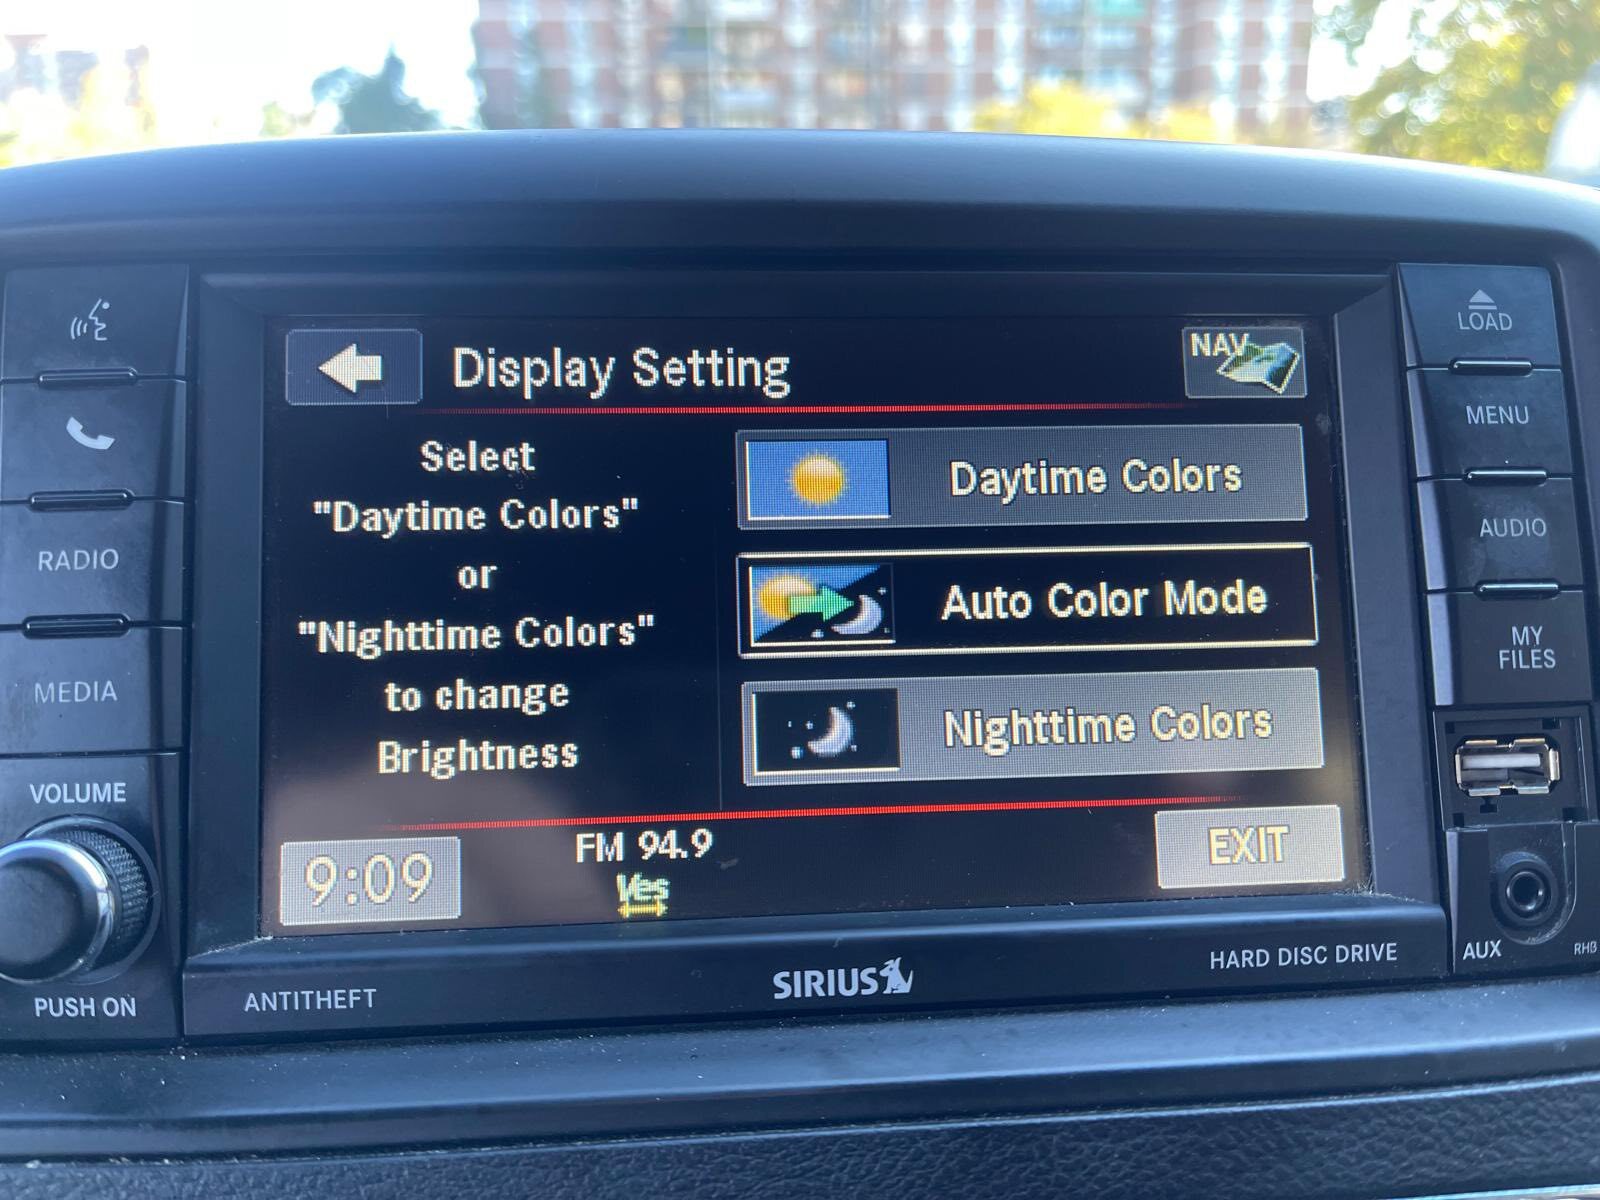 Display Setting
NAV
Select
"Daytime Colors"
or
"Nighttime Colors"
to change
Brightness
Daytime Colors
Auto Color Mode
Nighttime Colors
9:09
FM 94.9
Ves
EXIT
RADIO
MEDIA
VOLUME
PUSH ON
LOAD
MENU
AUDIO
MY
FILES
AUX
RHB
ANTITHEFT
SIRIUS
HARD DISC DRIVE